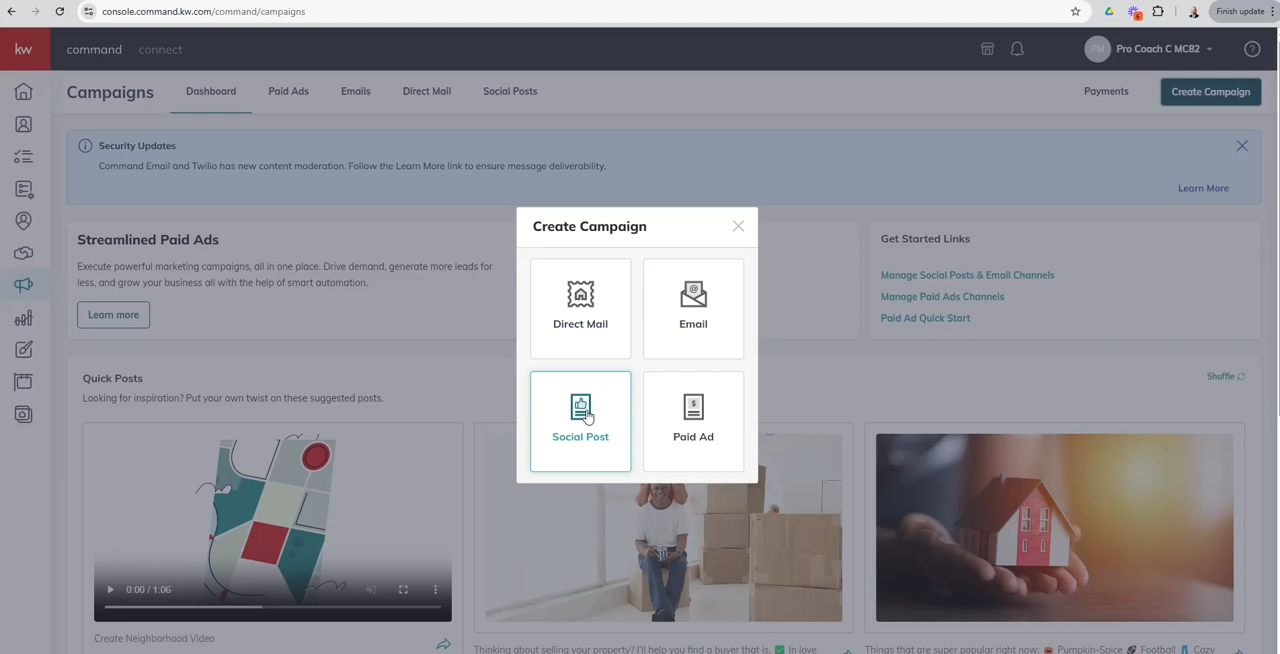 console.command.kw.com/command/campaigns
Finish update
kw
command
connect
PM
Pro Coach C MC82
Campaigns
Dashboard
Paid Ads
Emails
Direct Mail
Social Posts
Payments
Create Campaign
Security Updates
Command Email and Twilio has new content moderation. Follow the Learn More link to ensure message deliverability.
Learn More
Streamlined Paid Ads
Execute powerful marketing campaigns, all in one place. Drive demand, generate more leads for
less, and grow your business all with the help of smart automation.
Learn more
Get Started Links
Manage Social Posts & Email Channels
Manage Paid Ads Channels
Paid Ad Quick Start
Create Campaign
Direct Mail
Email
Social Post
Paid Ad
Quick Posts
Looking for inspiration? Put your own twist on these suggested posts.
Shuffle
0:00 / 1:06
Create Neighborhood Video
Thinking about selling your property? I'll help you find a buyer that is, ✅ In love
Things that are super popular right now: Pumpkin-Spice 🏈 Football 👖 Cozy